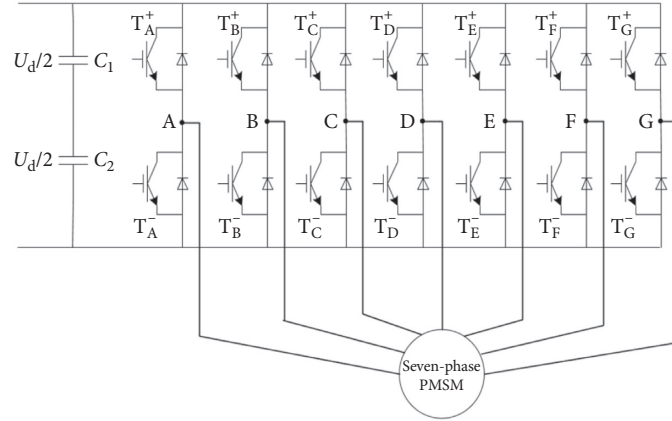 T_A^+ T_B^+ T_C^+ T_D^+ T_E^+ T_F^+ T_G^+
U_d/2 C_1
A B C D E F G
U_d/2 C_2
T_A^- T_B^- T_C^- T_D^- T_E^- T_F^- T_G^-
Seven-phase
PMSM